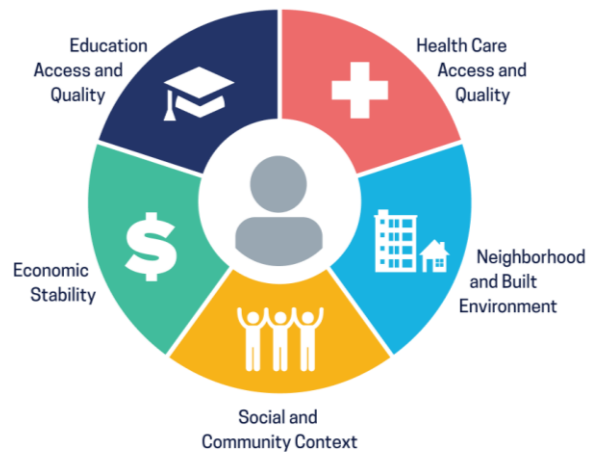 Education
Access and
Quality
Health Care
Access and
Quality
Economic
Stability
$
Neighborhood
and Built
Environment
Social and
Community Context